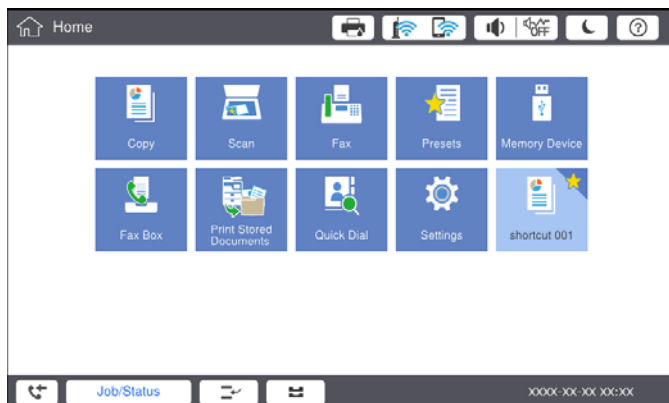 Home
OFF
Copy
Scan
Fax
Presets
Memory Device
Fax Box
Print Stored
Documents
Quick Dial
Settings
shortcut 001
Job/Status
XXXX-XX-XX XX:XX